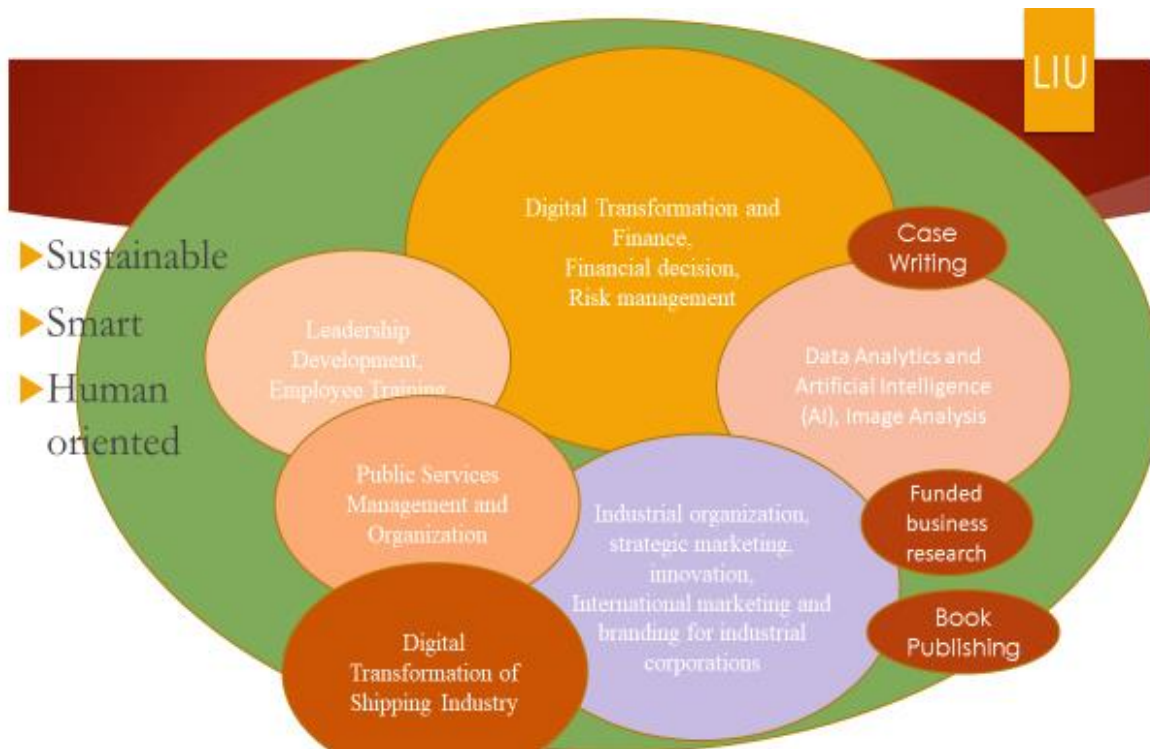 LIU
Sustainable
Smart
Human
oriented
Digital Transformation and
Finance,
Financial decision,
Risk management
Case
Writing
Leadership
Development,
Employee Training
Data Analytics and
Artificial Intelligence
(AI), Image Analysis
Public Services
Management and
Organization
Industrial organization,
strategic marketing,
innovation,
International marketing and
branding for industrial
corporations
Funded
business
research
Book
Publishing
Digital
Transformation of
Shipping Industry